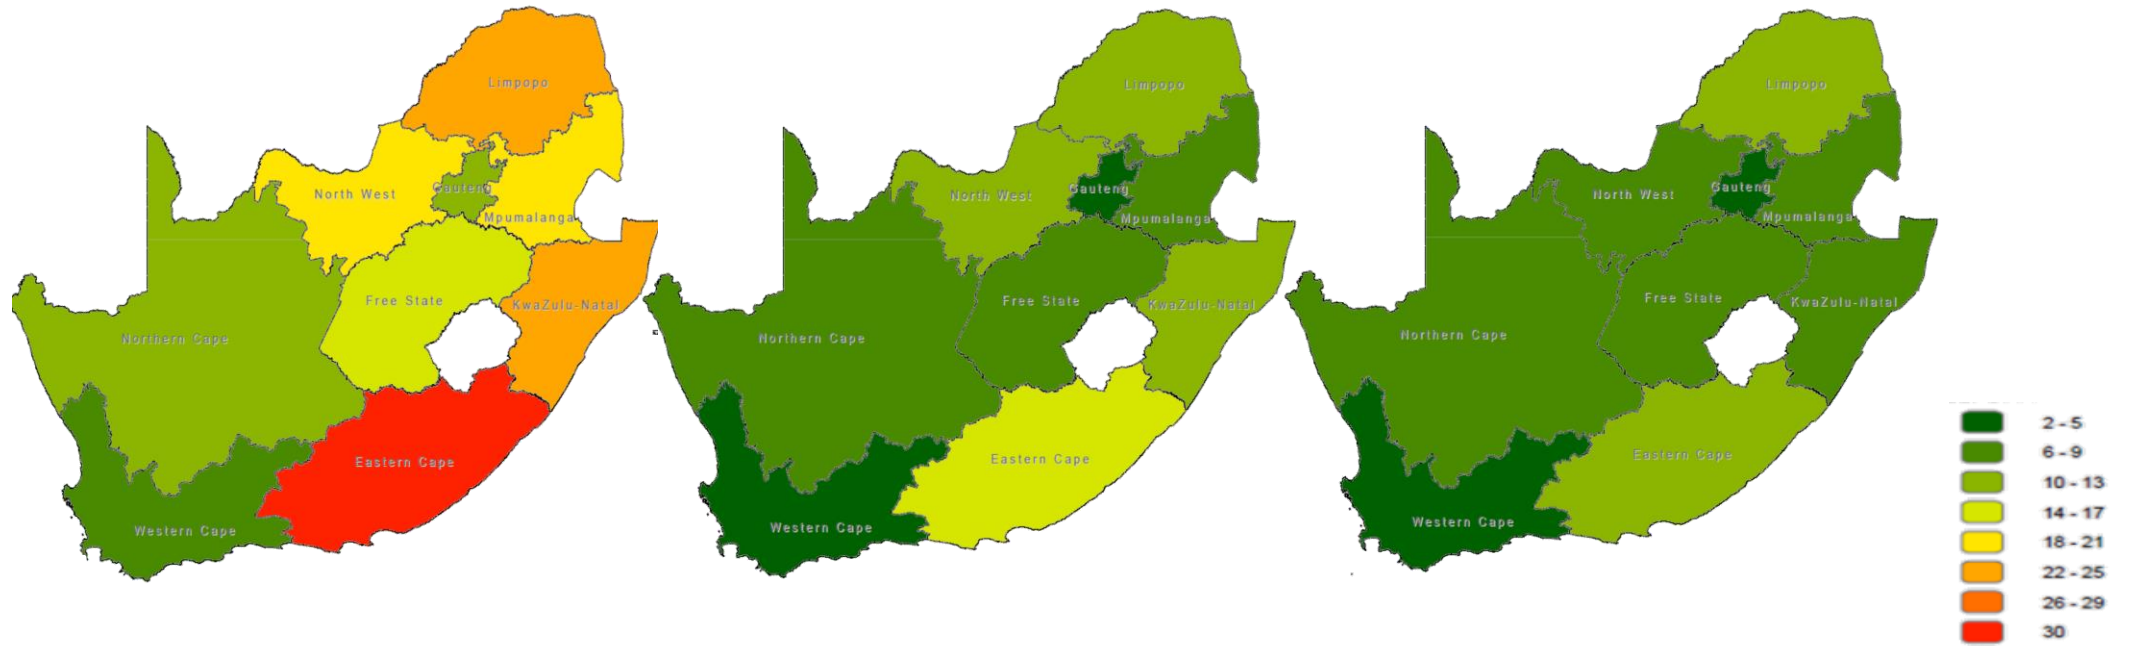 Limpopo
North West
Gauteng
Mpumalanga
Free State
KwaZulu-Natal
Northern Cape
Eastern Cape
Western Cape
Limpopo
North West
Gauteng
Mpumalanga
Free State
KwaZulu-Natal
Northern Cape
Eastern Cape
Western Cape
Limpopo
North West
Gauteng
Mpumalanga
Free State
KwaZulu-Natal
Northern Cape
Eastern Cape
Western Cape
2 - 5
6 - 9
10 - 13
14 - 17
18 - 21
22 - 25
26 - 29
30